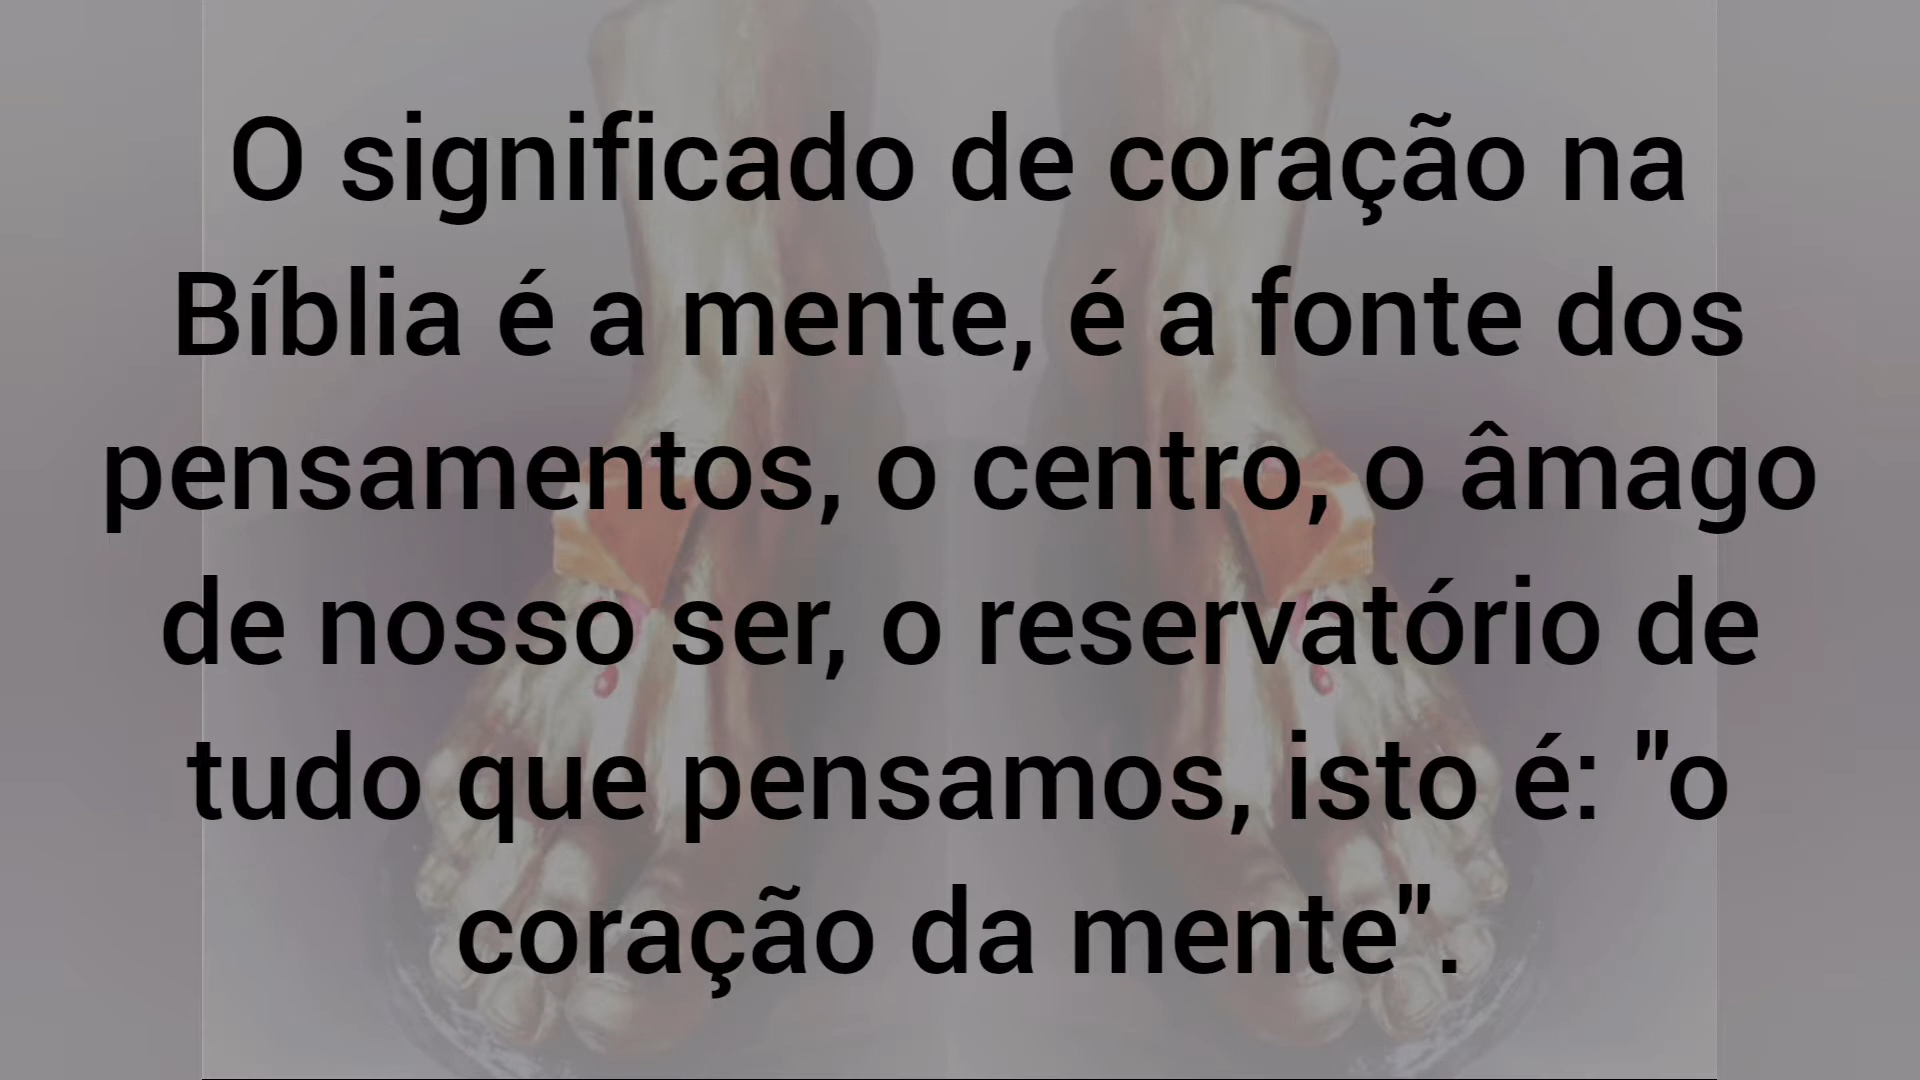 O significado de coração na
Bíblia é a mente, é a fonte dos
pensamentos, o centro, o âmago
de nosso ser, o reservatório de
tudo que pensamos, isto é: "o
coração da mente".